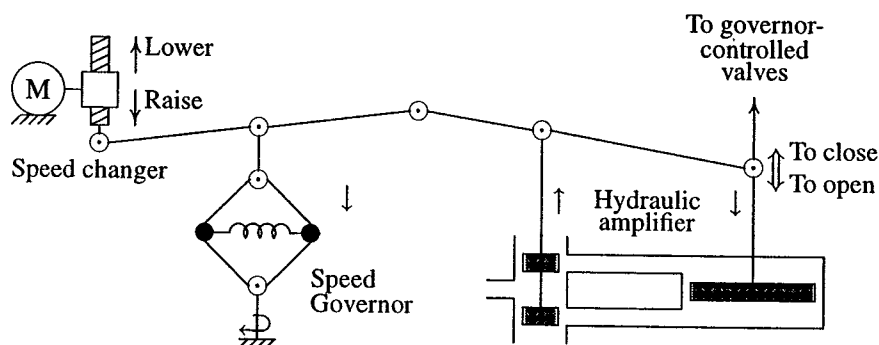 To governor-
controlled
valves
Lower
M
Raise
Speed changer
To close
To open
Hydraulic
amplifier
Speed
Governor